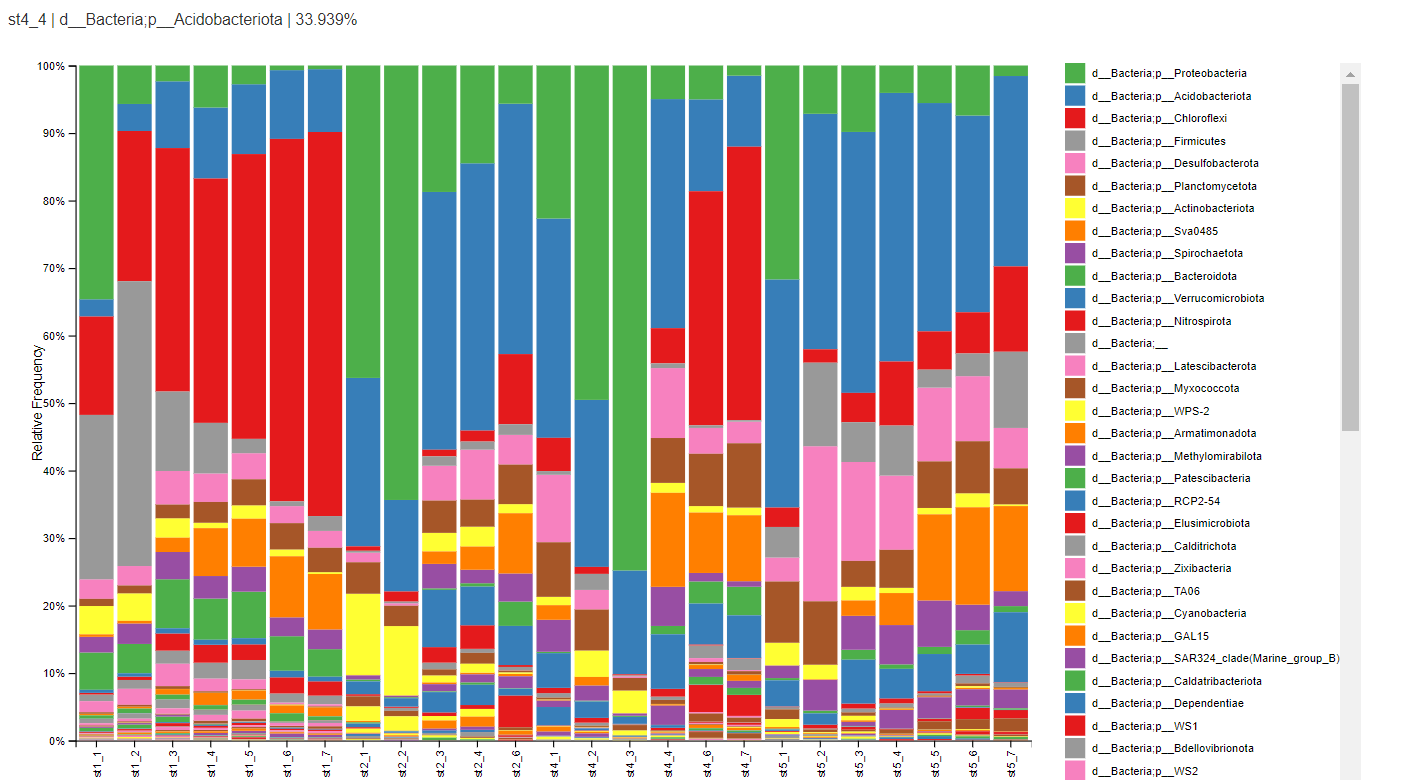 st4_4 | d__Bacteria;p__Acidobacteriota | 33.939%
100%
90%
80%
70%
60%
50%
40%
30%
20%
10%
0%
Relative Frequency
st1_1
st1_2
st1_3
st1_4
st1_5
st1_6
st1_7
st2_1
st2_2
st2_3
st2_4
st2_6
st4_1
st4_2
st4_3
st4_4
st4_6
st4_7
st5_1
st5_2
st5_3
st5_4
st5_5
st5_6
st5_7
d__Bacteria;p__Proteobacteria
d__Bacteria;p__Acidobacteriota
d__Bacteria;p__Chloroflexi
d__Bacteria;p__Firmicutes
d__Bacteria;p__Desulfobacterota
d__Bacteria;p__Planctomycetota
d__Bacteria;p__Actinobacteriota
d__Bacteria;p__Sva0485
d__Bacteria;p__Spirochaetota
d__Bacteria;p__Bacteroidota
d__Bacteria;p__Verrucomicrobiota
d__Bacteria;p__Nitrospirota
d__Bacteria;__
d__Bacteria;p__Latescibacterota
d__Bacteria;p__Myxococcota
d__Bacteria;p__WPS-2
d__Bacteria;p__Armatimonadota
d__Bacteria;p__Methylomirabilota
d__Bacteria;p__Patescibacteria
d__Bacteria;p__RCP2-54
d__Bacteria;p__Elusimicrobiota
d__Bacteria;p__Calditrichota
d__Bacteria;p__Zixibacteria
d__Bacteria;p__TA06
d__Bacteria;p__Cyanobacteria
d__Bacteria;p__GAL15
d__Bacteria;p__SAR324_clade(Marine_group_B)
d__Bacteria;p__Caldatribacteriota
d__Bacteria;p__Dependentiae
d__Bacteria;p__WS1
d__Bacteria;p__Bdellovibrionota
d__Bacteria;p__WS2